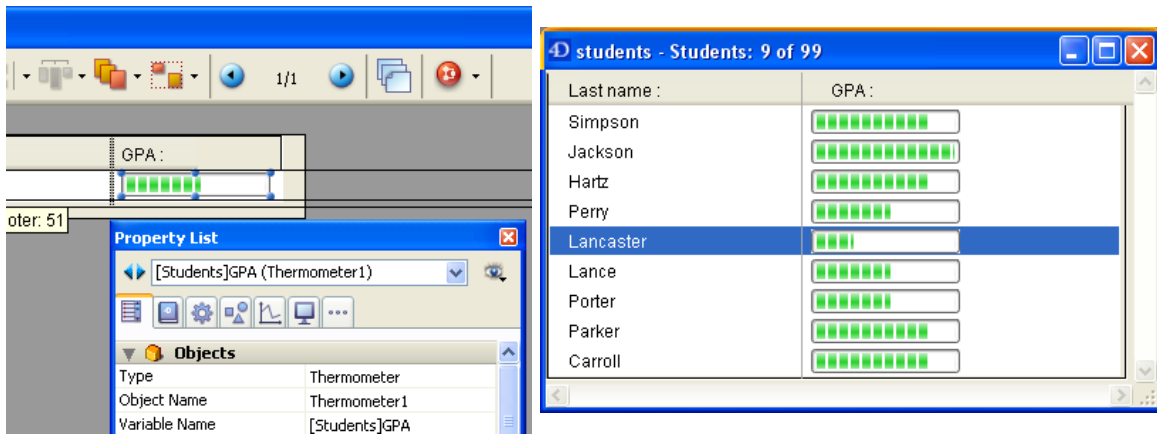 1/1
GPA :
oter: 51
Property List
[Students]GPA (Thermometer1)
Objects
Type Thermometer
Object Name Thermometer1
Variable Name [Students]GPA
4D students - Students: 9 of 99
Last name : GPA :
Simpson
Jackson
Hartz
Perry
Lancaster
Lance
Porter
Parker
Carroll